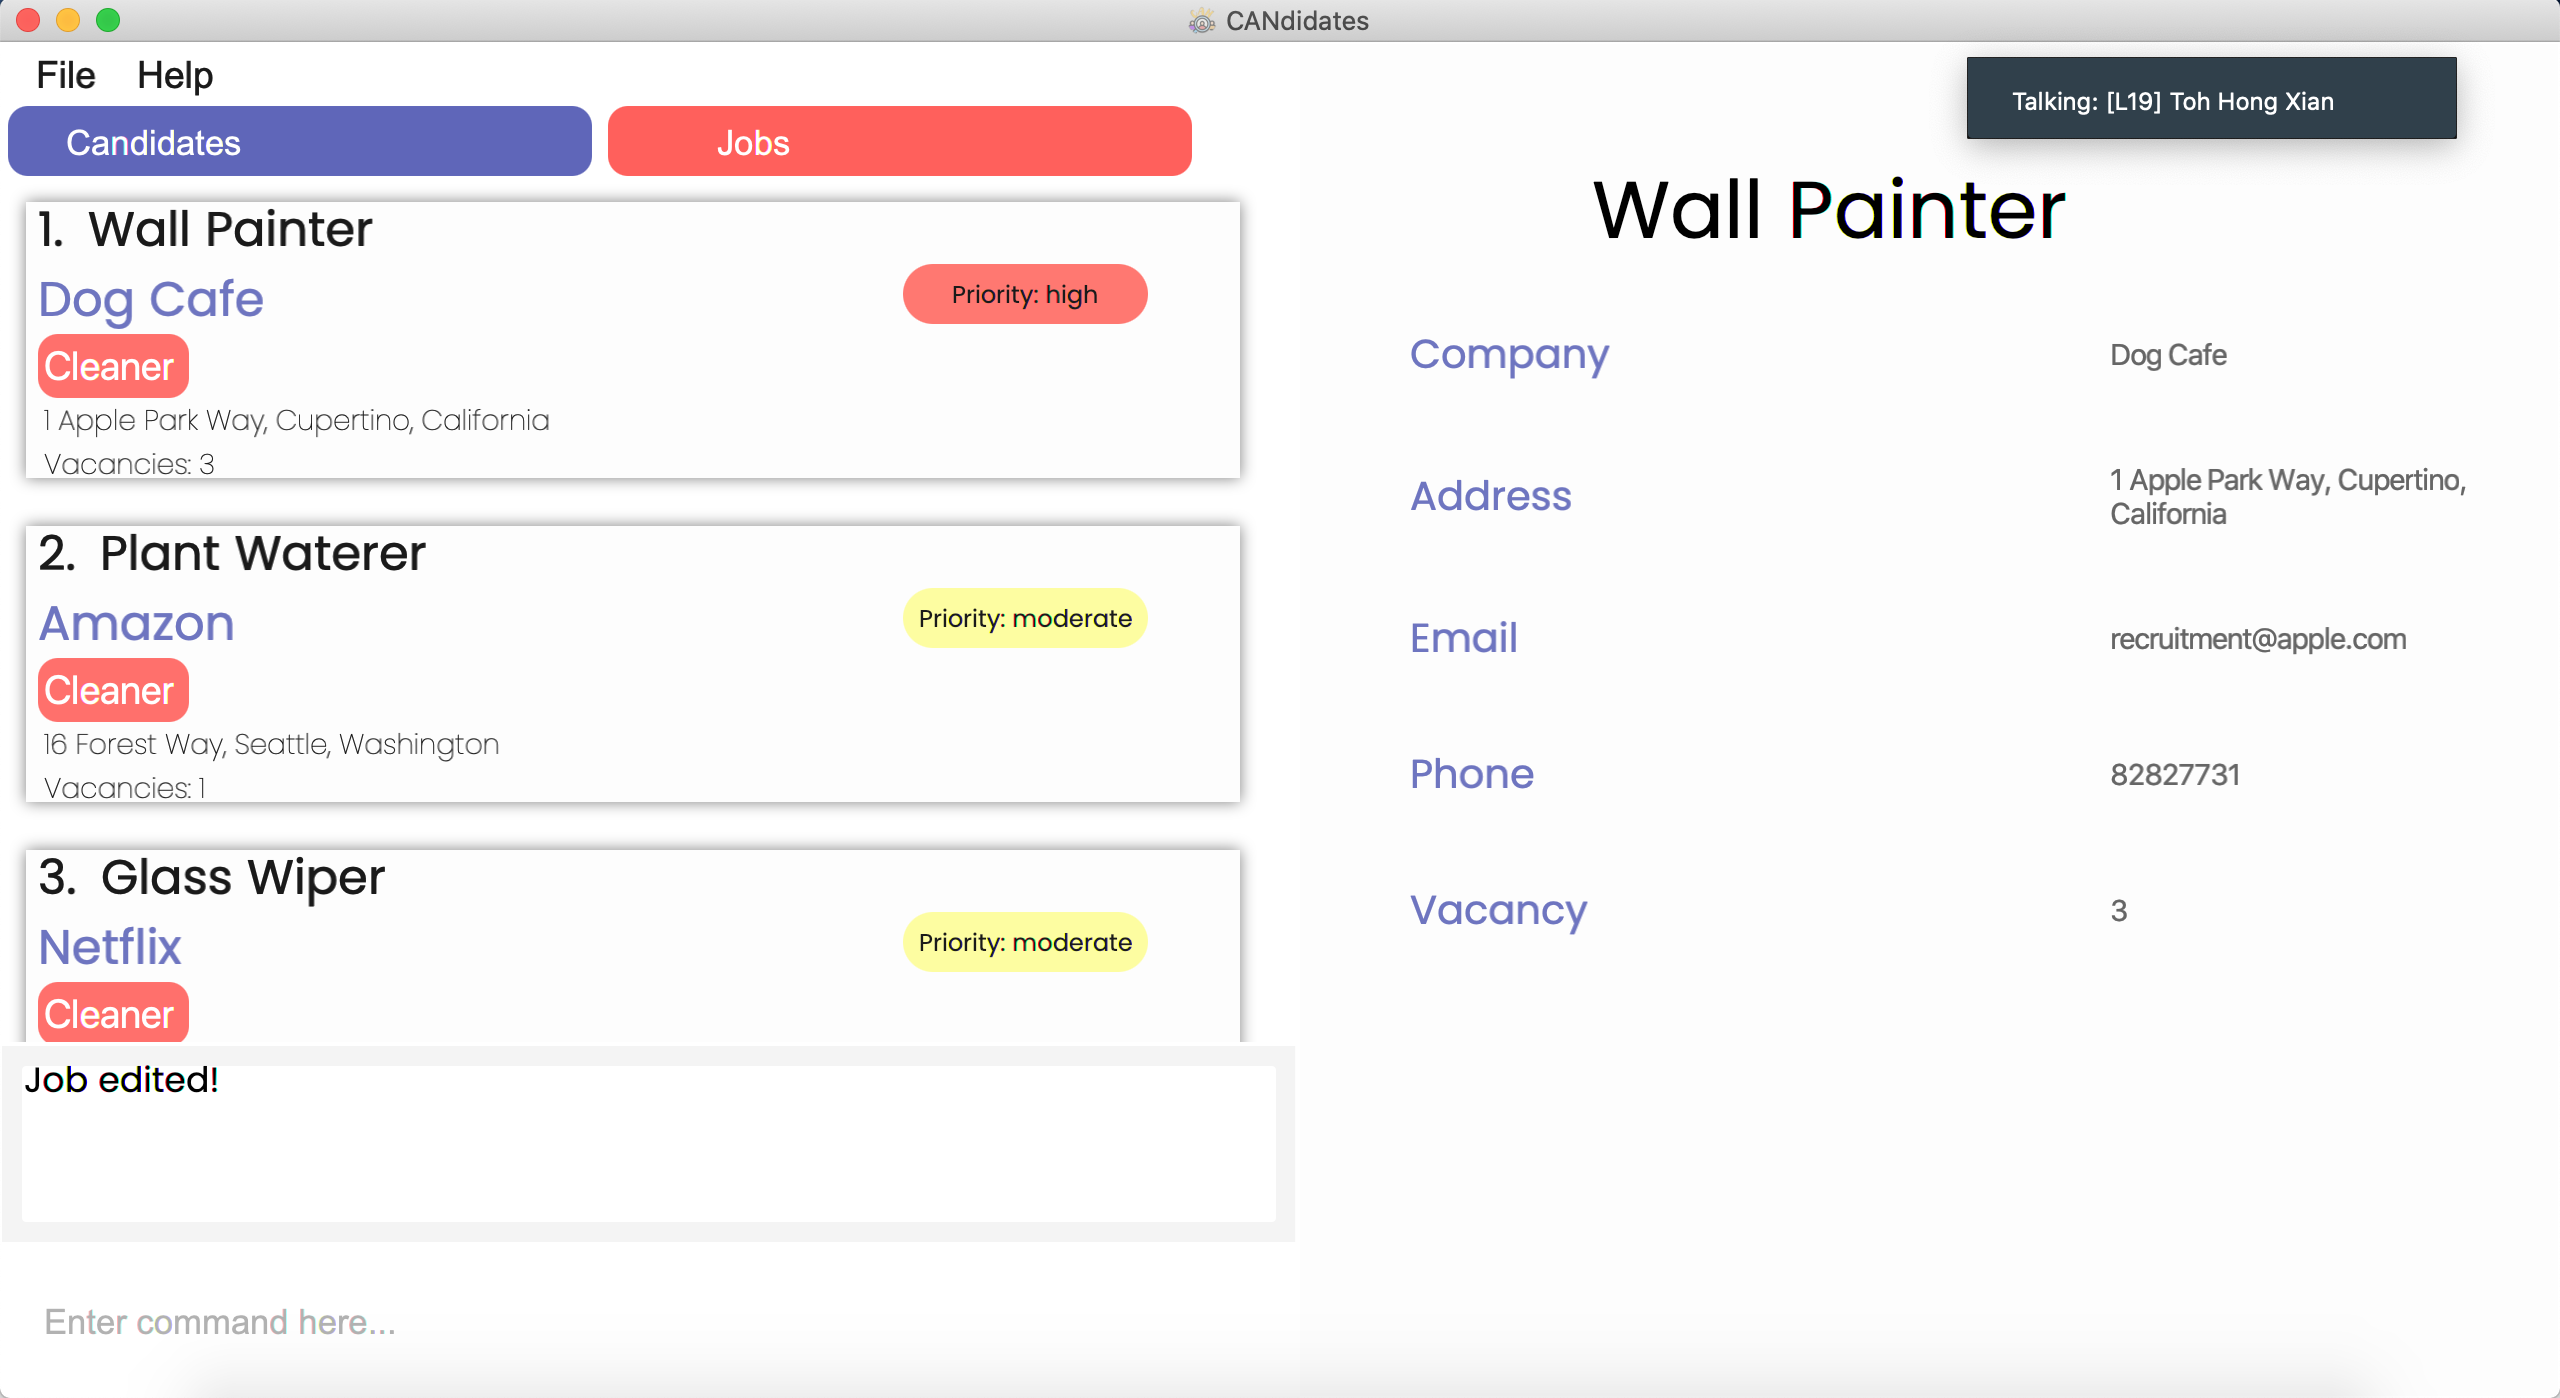 CANdidates
File Help
Talking: [L19] Toh Hong Xian
Candidates
Jobs
1. Wall Painter
Dog Cafe
Priority: high
Cleaner
1 Apple Park Way, Cupertino, California
Vacancies: 3
2. Plant Waterer
Amazon
Priority: moderate
Cleaner
16 Forest Way, Seattle, Washington
Vacancies: 1
3. Glass Wiper
Netflix
Priority: moderate
Cleaner
Job edited!
Enter command here...
Wall Painter
Company
Dog Cafe
Address
1 Apple Park Way, Cupertino,
California
Email
recruitment@apple.com
Phone
82827731
Vacancy
3